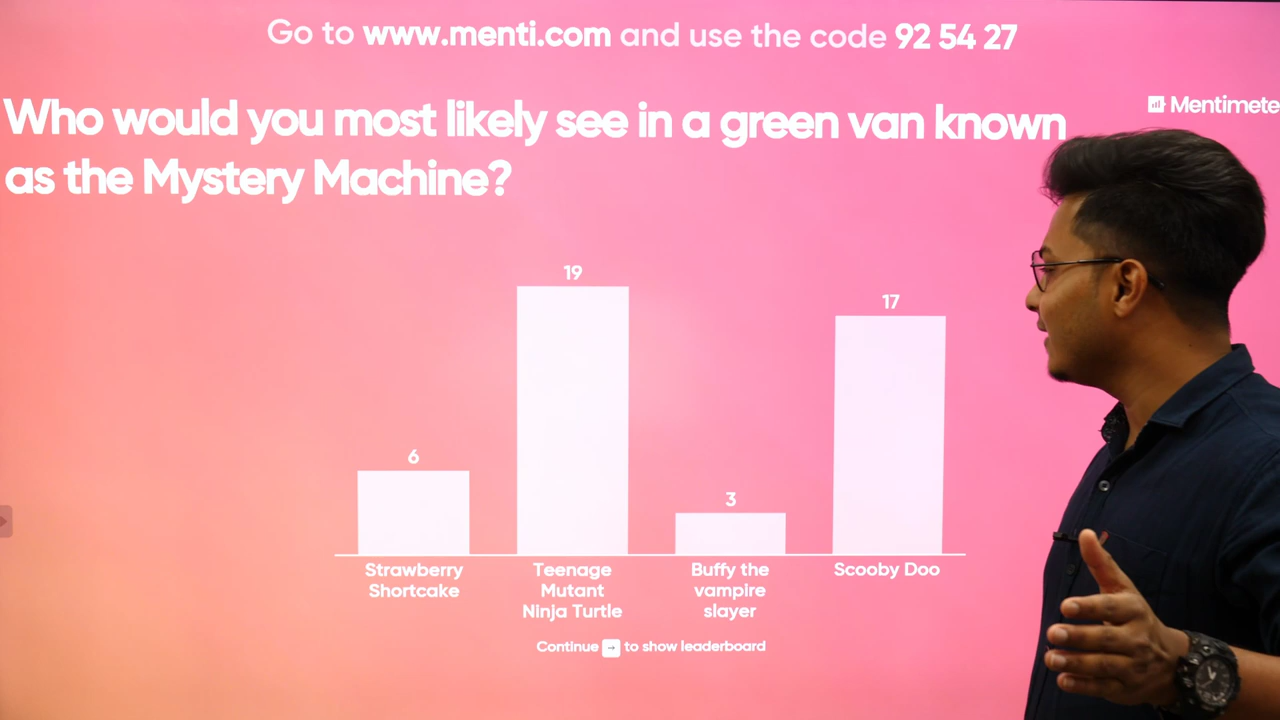 Go to www.menti.com and use the code 92 54 27
Mentimete
Who would you most likely see in a green van known
as the Mystery Machine?
19
17
6
3
Strawberry
Shortcake
Teenage
Mutant
Ninja Turtle
Buffy the
vampire
slayer
Scooby Doo
Continue → to show leaderboard